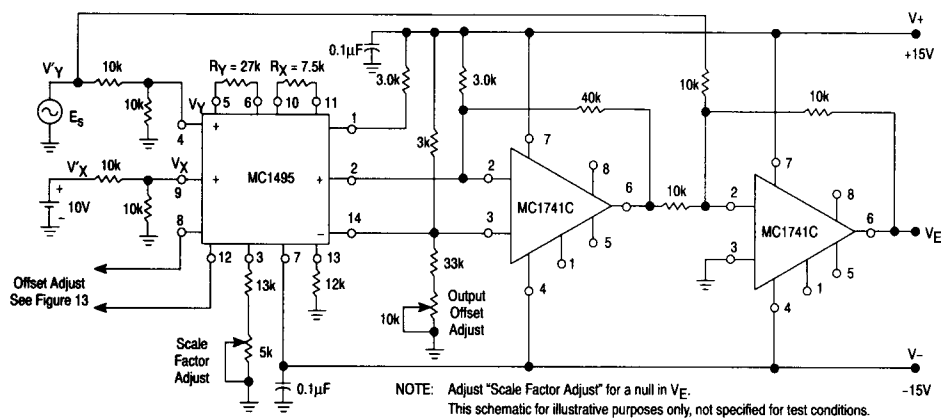 V+
+15V
0.1µF
V'Y
10k
RY = 27k
RX = 7.5k
3.0k
3.0k
10k
10k
40k
ES
10k
VY
5
6
10
11
4
+
1
3k
7
7
V'X
10k
VX
9
+
MC1495
+
2
2
8
MC1741C
6
10k
2
8
MC1741C
6
VE
+
10V
-
10k
8
14
-
3
5
1
3
5
1
12
3
7
13
4
4
Offset Adjust
See Figure 13
13k
12k
33k
10k
Output
Offset
Adjust
Scale
Factor
Adjust
5k
0.1µF
V–
–15V
NOTE: Adjust "Scale Factor Adjust" for a null in VE.
This schematic for illustrative purposes only, not specified for test conditions.